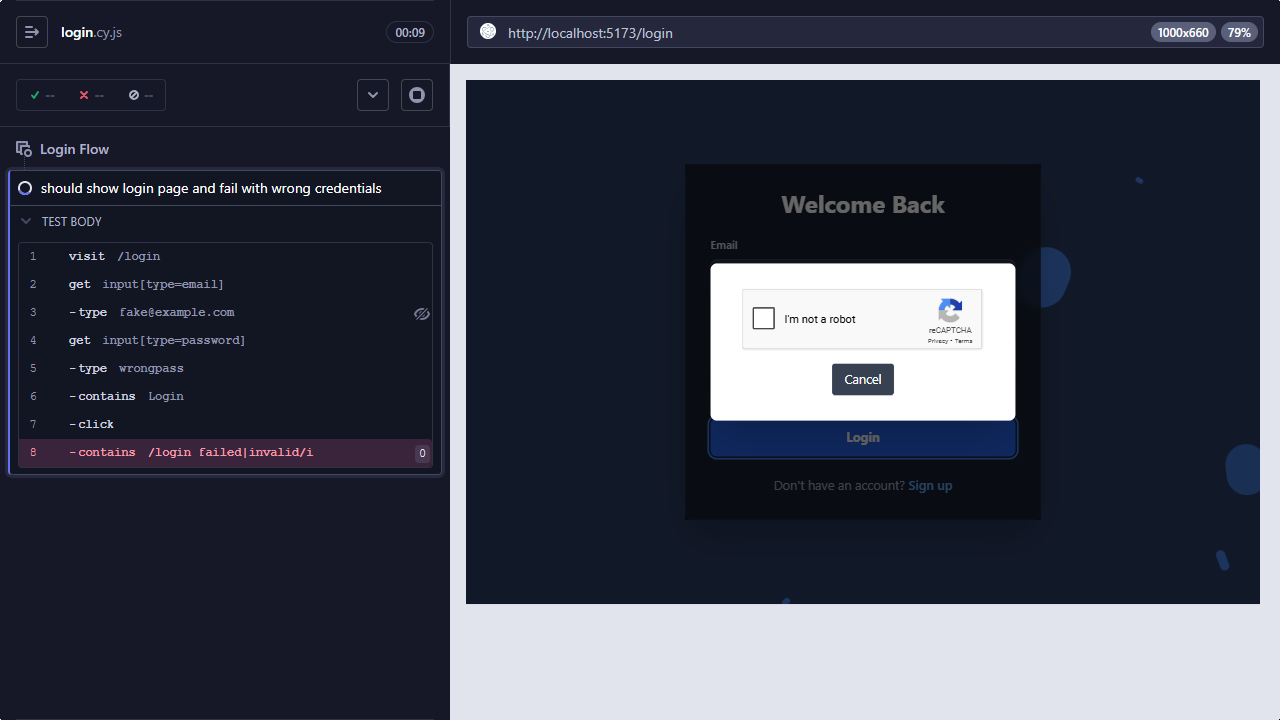 login.cy.js
00:09
-- -- --
Login Flow
should show login page and fail with wrong credentials
TEST BODY
1 visit /login
2 get input[type=email]
3 -type fake@example.com
4 get input[type=password]
5 -type wrongpass
6 -contains Login
7 -click
8 -contains /login failed|invalid/i 0
http://localhost:5173/login
1000x660 79%
Welcome Back
Email
I'm not a robot
reCAPTCHA
Privacy - Terms
Cancel
Login
Don't have an account? Sign up